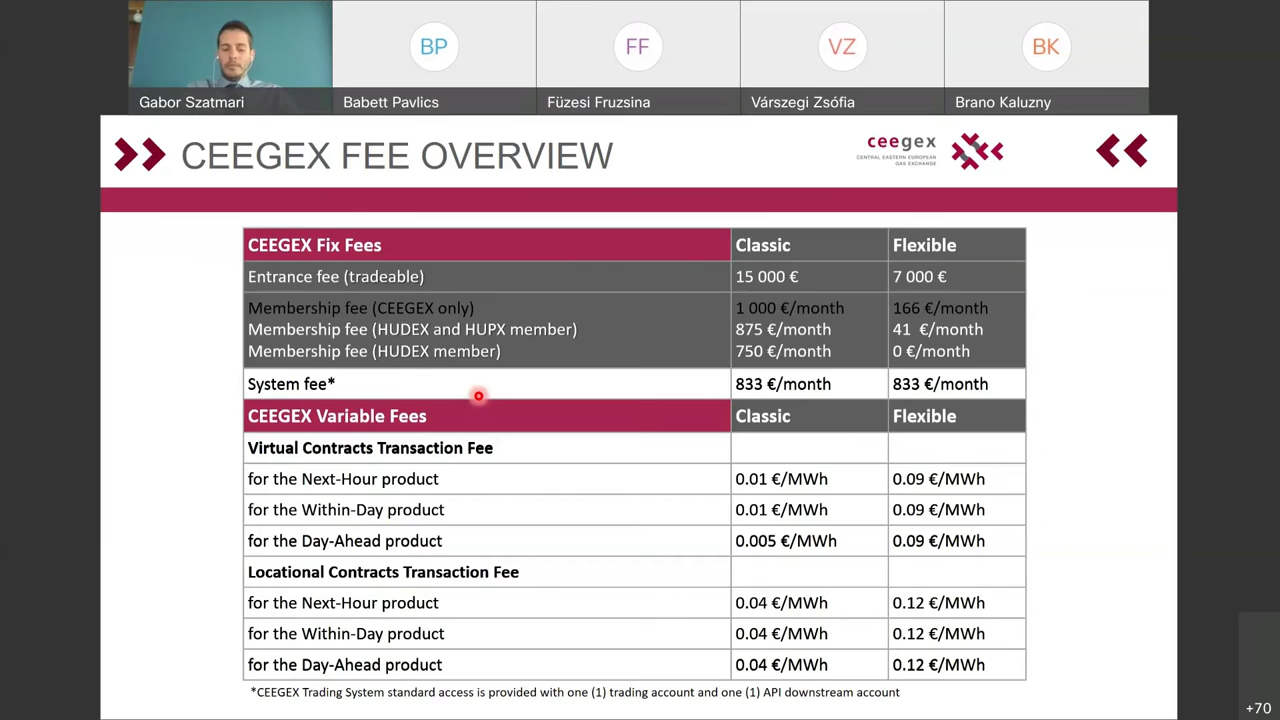 BP
FF
VZ
BK
Gabor Szatmari
Babett Pavlics
Füzesi Fruzsina
Várszegi Zsófia
Brano Kaluzny
CEEGEX FEE OVERVIEW
ceegex
CENTRAL EASTERN EUROPEAN
GAS EXCHANGE
CEEGEX Fix Fees Classic Flexible
Entrance fee (tradeable) 15 000 € 7 000 €
Membership fee (CEEGEX only) 1 000 €/month 166 €/month
Membership fee (HUDEX and HUPX member) 875 €/month 41 €/month
Membership fee (HUDEX member) 750 €/month 0 €/month
System fee* 833 €/month 833 €/month
CEEGEX Variable Fees Classic Flexible
Virtual Contracts Transaction Fee
for the Next-Hour product 0.01 €/MWh 0.09 €/MWh
for the Within-Day product 0.01 €/MWh 0.09 €/MWh
for the Day-Ahead product 0.005 €/MWh 0.09 €/MWh
Locational Contracts Transaction Fee
for the Next-Hour product 0.04 €/MWh 0.12 €/MWh
for the Within-Day product 0.04 €/MWh 0.12 €/MWh
for the Day-Ahead product 0.04 €/MWh 0.12 €/MWh
*CEEGEX Trading System standard access is provided with one (1) trading account and one (1) API downstream account
+70